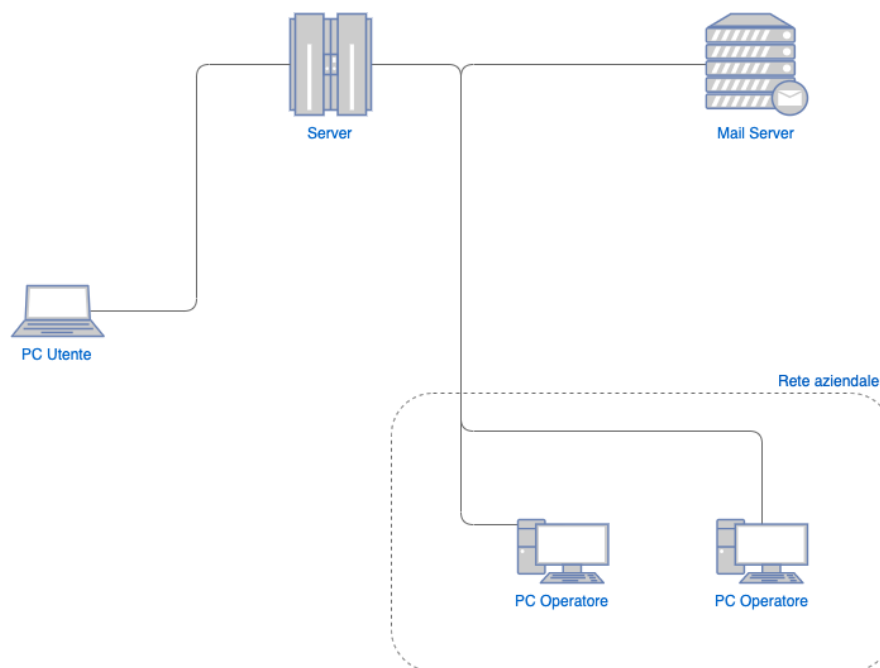 Server
Mail Server
PC Utente
Rete aziendale
PC Operatore
PC Operatore